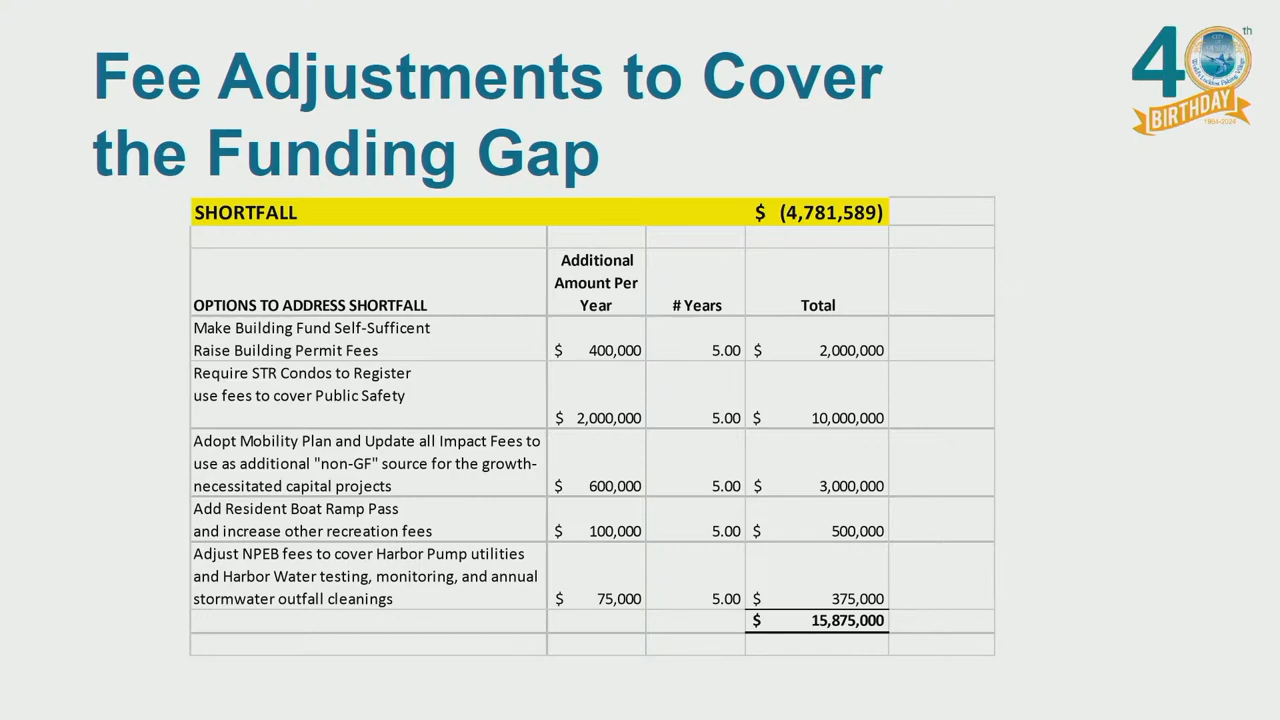 Fee Adjustments to Cover
the Funding Gap
40th
BIRTHDAY
1984-2024
SHORTFALL $ (4,781,589)
Additional
Amount Per
OPTIONS TO ADDRESS SHORTFALL Year # Years Total
Make Building Fund Self-Sufficent
Raise Building Permit Fees $ 400,000 5.00 $ 2,000,000
Require STR Condos to Register
use fees to cover Public Safety
$ 2,000,000 5.00 $ 10,000,000
Adopt Mobility Plan and Update all Impact Fees to
use as additional "non-GF" source for the growth-
necessitated capital projects $ 600,000 5.00 $ 3,000,000
Add Resident Boat Ramp Pass
and increase other recreation fees $ 100,000 5.00 $ 500,000
Adjust NPEB fees to cover Harbor Pump utilities
and Harbor Water testing, monitoring, and annual
stormwater outfall cleanings $ 75,000 5.00 $ 375,000
$ 15,875,000